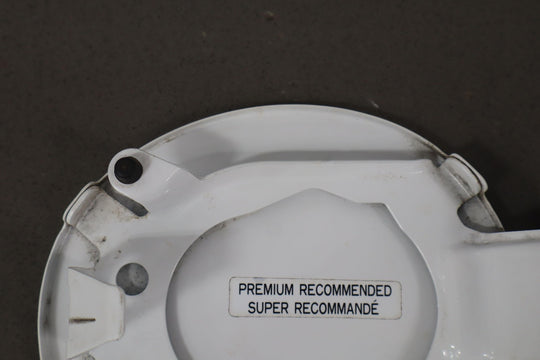 PREMIUM RECOMMENDED
SUPER RECOMMANDÉ